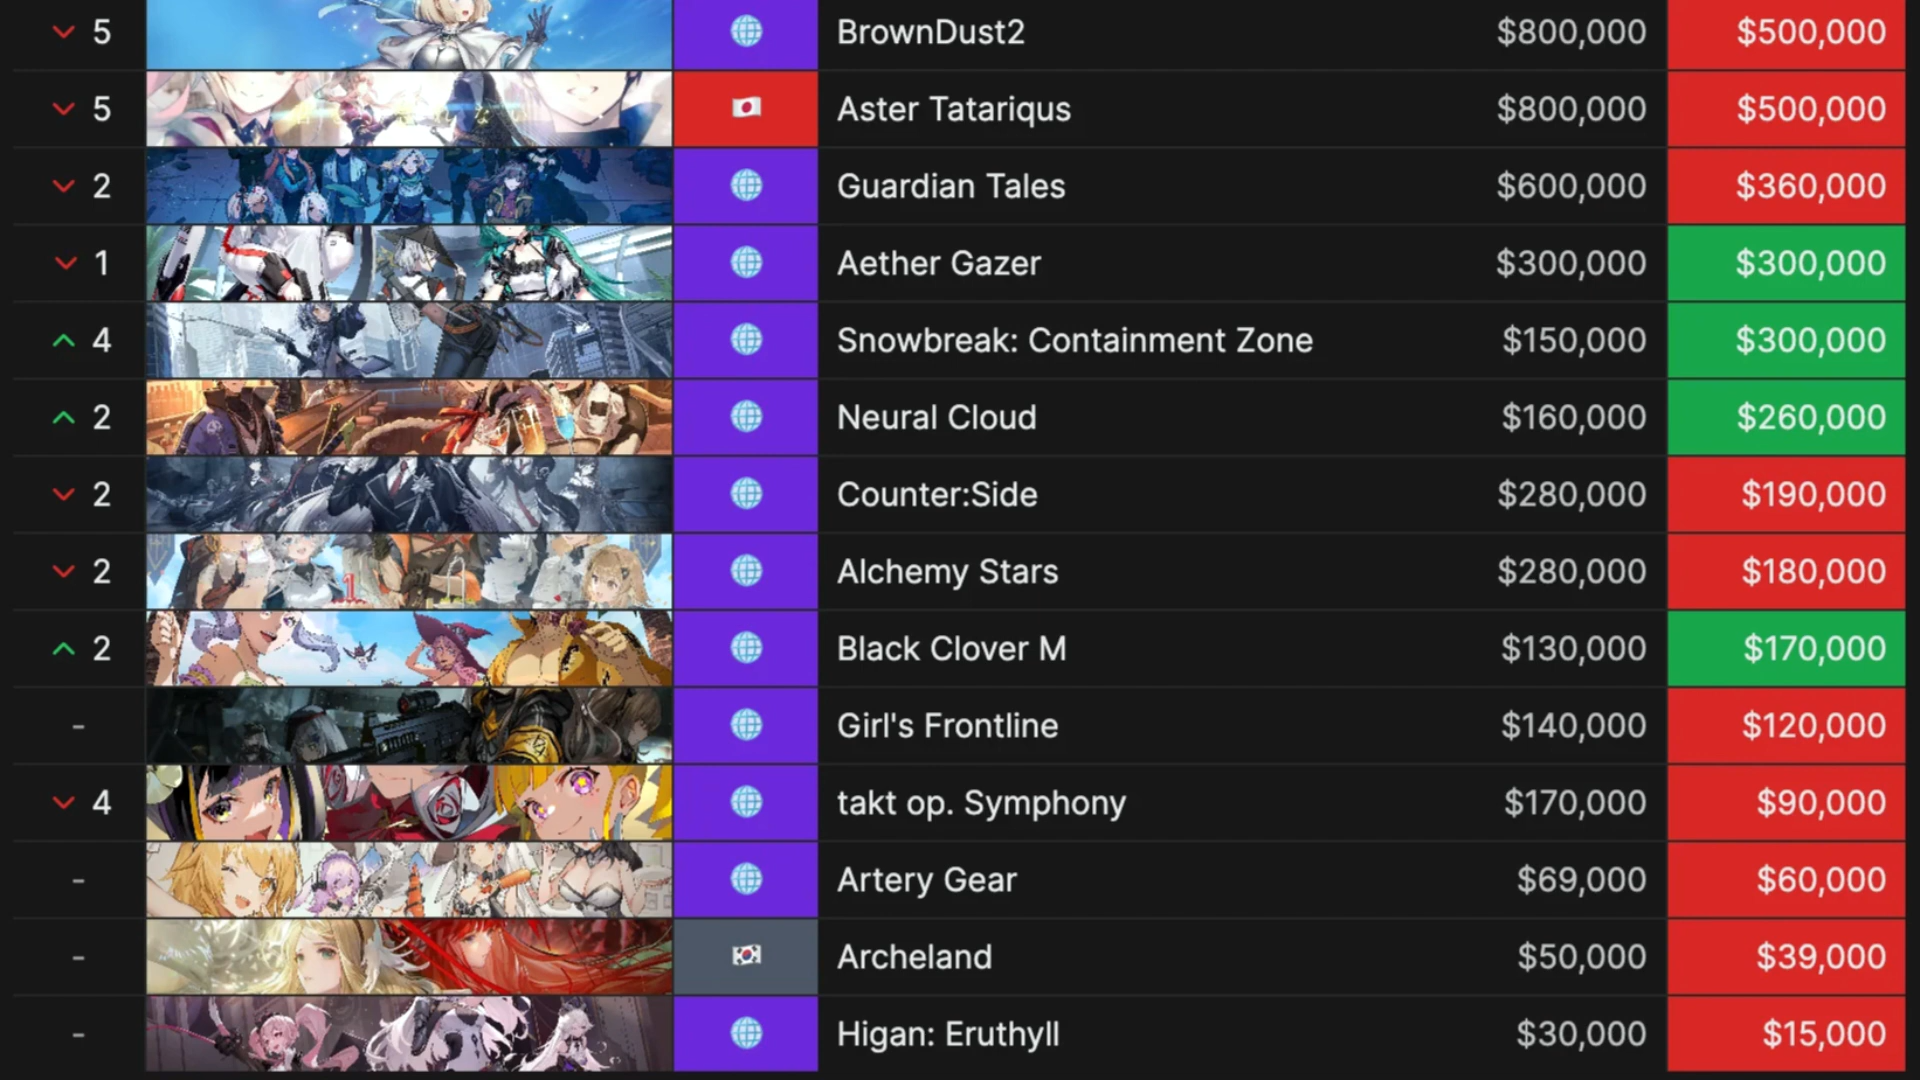 5 BrownDust2 $800,000 $500,000
5 Aster Tatariqus $800,000 $500,000
2 Guardian Tales $600,000 $360,000
1 Aether Gazer $300,000 $300,000
4 Snowbreak: Containment Zone $150,000 $300,000
2 Neural Cloud $160,000 $260,000
2 Counter:Side $280,000 $190,000
2 Alchemy Stars $280,000 $180,000
2 Black Clover M $130,000 $170,000
- Girl's Frontline $140,000 $120,000
4 takt op. Symphony $170,000 $90,000
- Artery Gear $69,000 $60,000
- Archeland $50,000 $39,000
- Higan: Eruthyll $30,000 $15,000